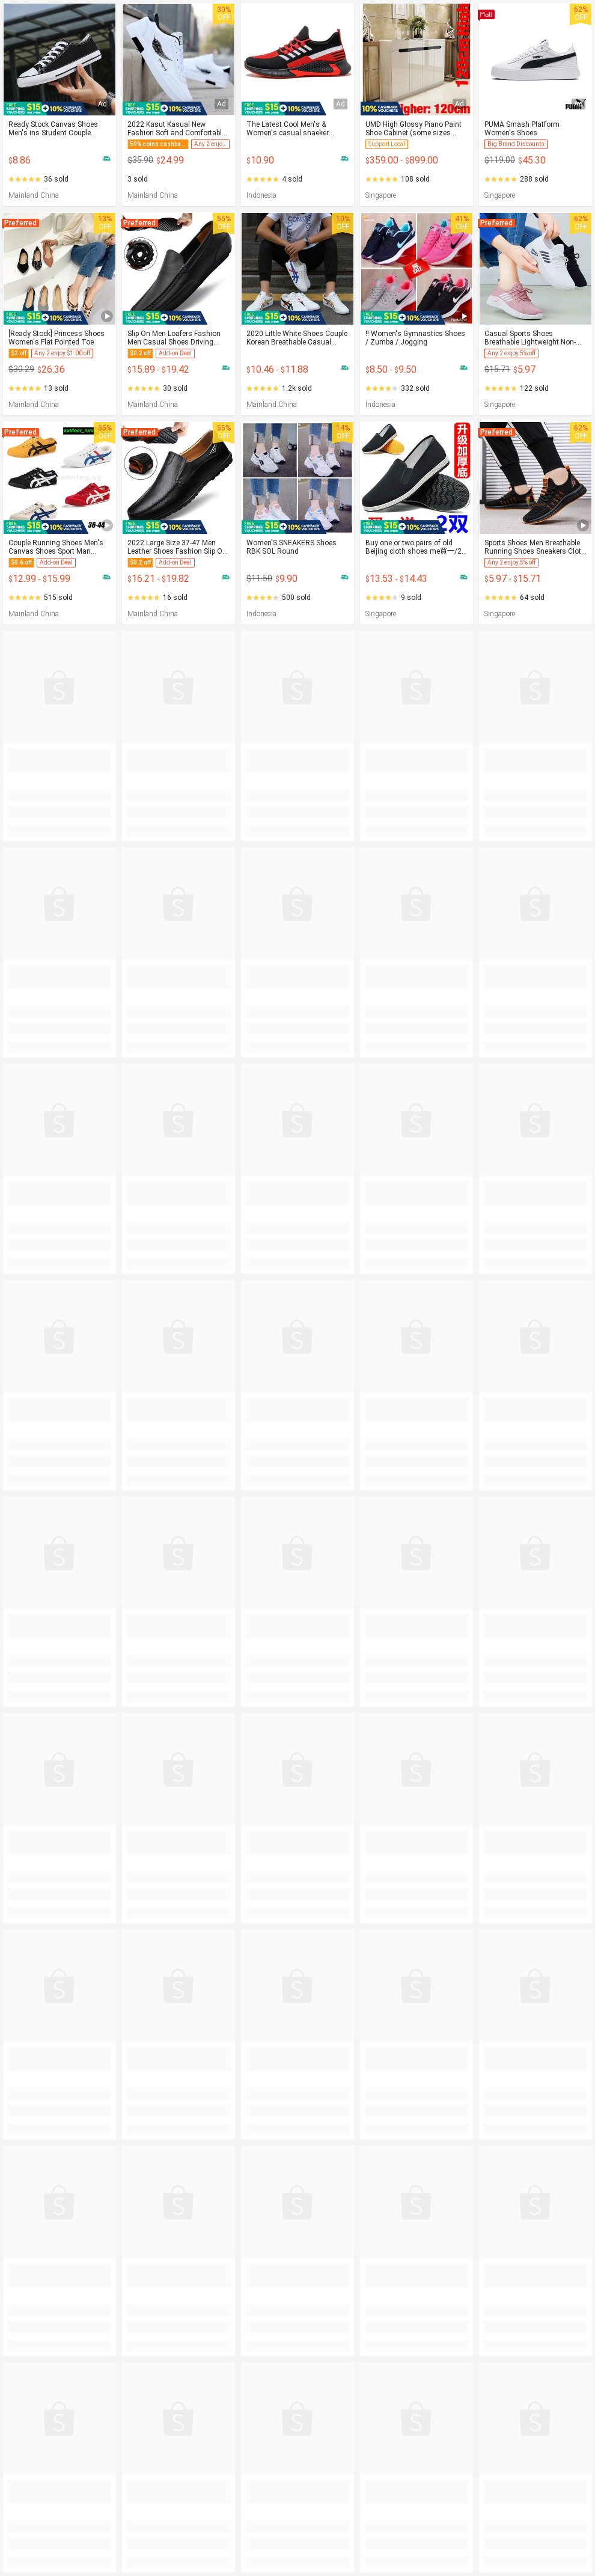 Ad
FREE SHIPPING VOUCHERS $15 10% CASHBACK VOUCHERS
Ready Stock Canvas Shoes
Men's ins Student Couple...
$8.86
36 sold
Mainland China
30%
OFF
Ad
FREE SHIPPING VOUCHERS $15 10% CASHBACK VOUCHERS
2022 Kasut Kasual New
Fashion Soft and Comfortabl...
50% coins cashba... Any 2 enjo...
$35.90 $24.99
3 sold
Mainland China
Ad
FREE SHIPPING VOUCHERS $15 10% CASHBACK VOUCHERS
The Latest Cool Men's &
Women's casual snaeker...
$10.90
4 sold
Indonesia
Ad
10% CASHBACK VOUCHERS
igher: 120cm
UMD High Glossy Piano Paint
Shoe Cabinet (some sizes...
Support Local
$359.00 - $899.00
108 sold
Singapore
Mall
62%
OFF
PUMA Smash Platform
Women's Shoes
Big Brand Discounts
$119.00 $45.30
288 sold
Singapore
Preferred
13%
OFF
FREE SHIPPING VOUCHERS $15 10% CASHBACK VOUCHERS
[Ready Stock] Princess Shoes
Women's Flat Pointed Toe
$2 off Any 2 enjoy $1.00 off
$30.29 $26.36
13 sold
Mainland China
Preferred
55%
OFF
FREE SHIPPING VOUCHERS $15 10% CASHBACK VOUCHERS
Slip On Men Loafers Fashion
Men Casual Shoes Driving...
$0.2 off Add-on Deal
$15.89 - $19.42
30 sold
Mainland China
10%
OFF
FREE SHIPPING VOUCHERS $15 10% CASHBACK VOUCHERS
2020 Little White Shoes Couple
Korean Breathable Casual...
$10.46 - $11.88
1.2k sold
Mainland China
41%
OFF
FREE SHIPPING VOUCHERS $15 10% CASHBACK VOUCHERS
!! Women's Gymnastics Shoes
/ Zumba / Jogging
$8.50 - $9.50
332 sold
Indonesia
Preferred
62%
OFF
Casual Sports Shoes
Breathable Lightweight Non-...
Any 2 enjoy 5% off
$15.71 $5.97
122 sold
Singapore
Preferred
35%
OFF
36-44
FREE SHIPPING VOUCHERS $15 10% CASHBACK VOUCHERS
Couple Running Shoes Men's
Canvas Shoes Sport Man...
$0.6 off Add-on Deal
$12.99 - $15.99
515 sold
Mainland China
Preferred
55%
OFF
FREE SHIPPING VOUCHERS $15 10% CASHBACK VOUCHERS
2022 Large Size 37-47 Men
Leather Shoes Fashion Slip O...
$0.2 off Add-on Deal
$16.21 - $19.82
16 sold
Mainland China
14%
OFF
FREE SHIPPING VOUCHERS $15 10% CASHBACK VOUCHERS
Women'S SNEAKERS Shoes
RBK SOL Round
$11.50 $9.90
500 sold
Indonesia
升级加厚底
2双
FREE SHIPPING VOUCHERS $15 10% CASHBACK VOUCHERS
Buy one or two pairs of old
Beijing cloth shoes me買一/2...
$13.53 - $14.43
9 sold
Singapore
Preferred
62%
OFF
Sports Shoes Men Breathable
Running Shoes Sneakers Clot...
Any 2 enjoy 5% off
$5.97 - $15.71
64 sold
Singapore